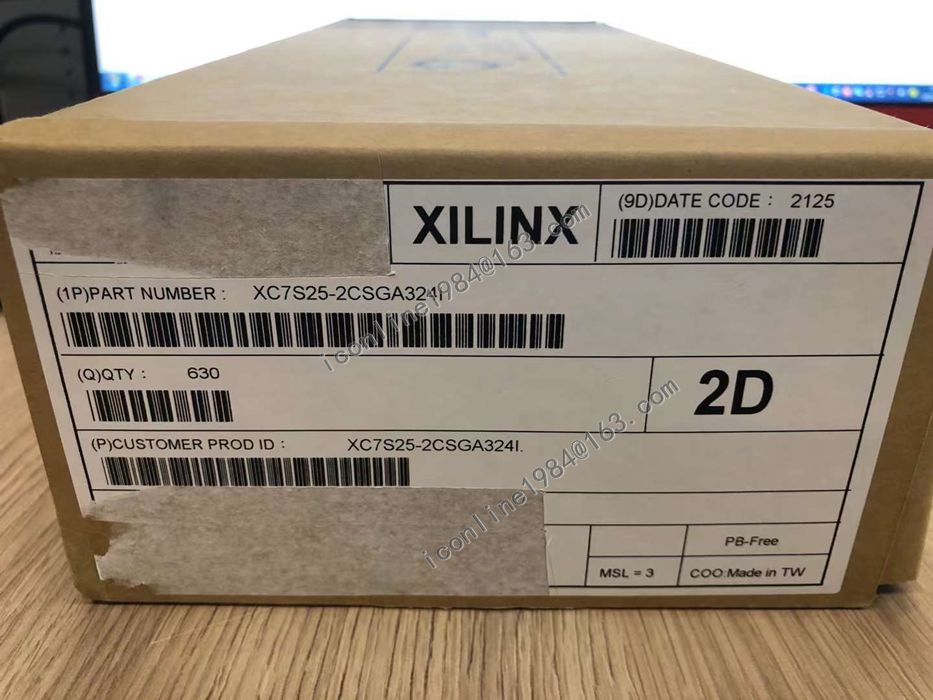 XILINX
(9D)DATE CODE : 2125
(1P)PART NUMBER : XC7S25-2CSGA324I
(Q)QTY : 630
2D
(P)CUSTOMER PROD ID : XC7S25-2CSGA324I.
PB-Free
MSL = 3
COO:Made in TW
iconline1984@163.com
iconline1984@163.com